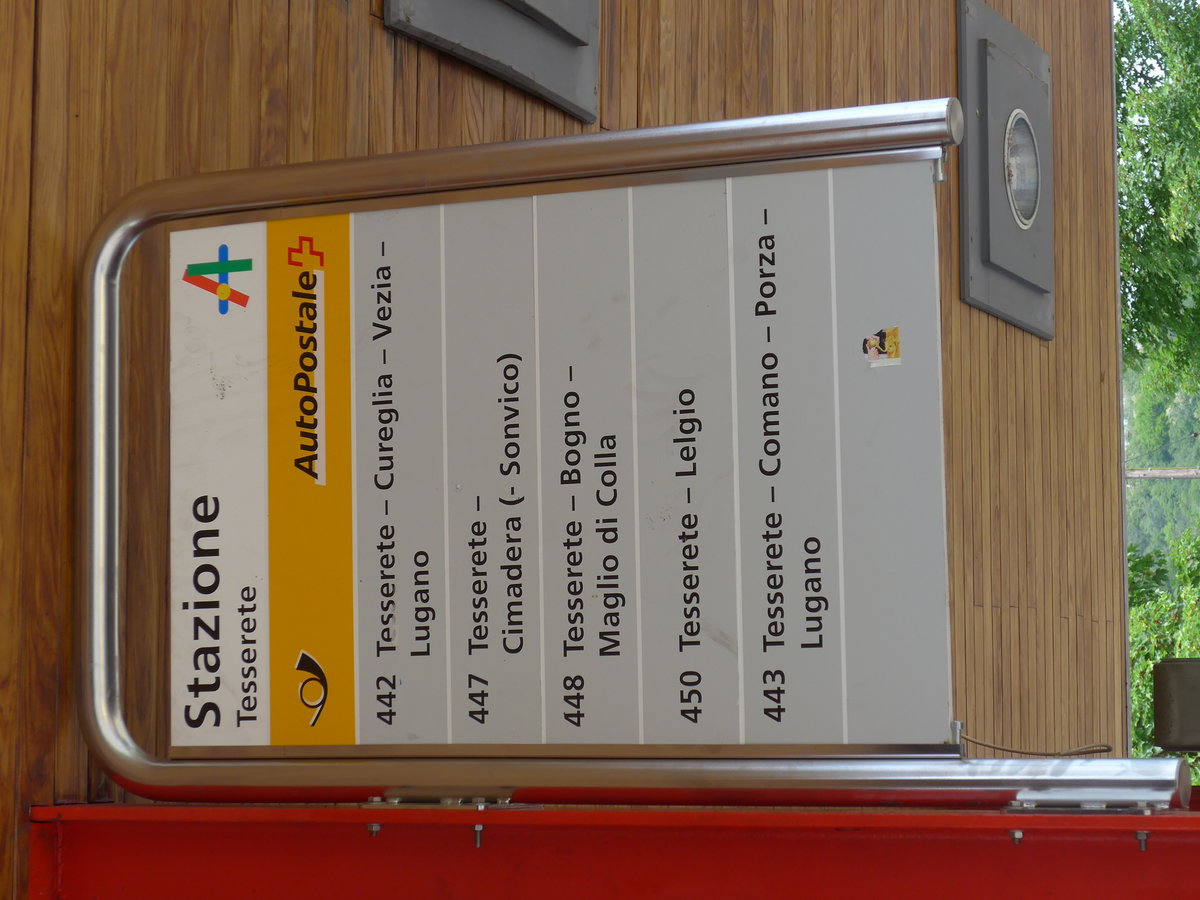 Stazione
Tesserete
AutoPostale
442 Tesserete – Cureglia – Vezia –
Lugano
447 Tesserete –
Cimadera (- Sonvico)
448 Tesserete – Bogno –
Maglio di Colla
450 Tesserete – Lelgio
443 Tesserete – Comano – Porza –
Lugano